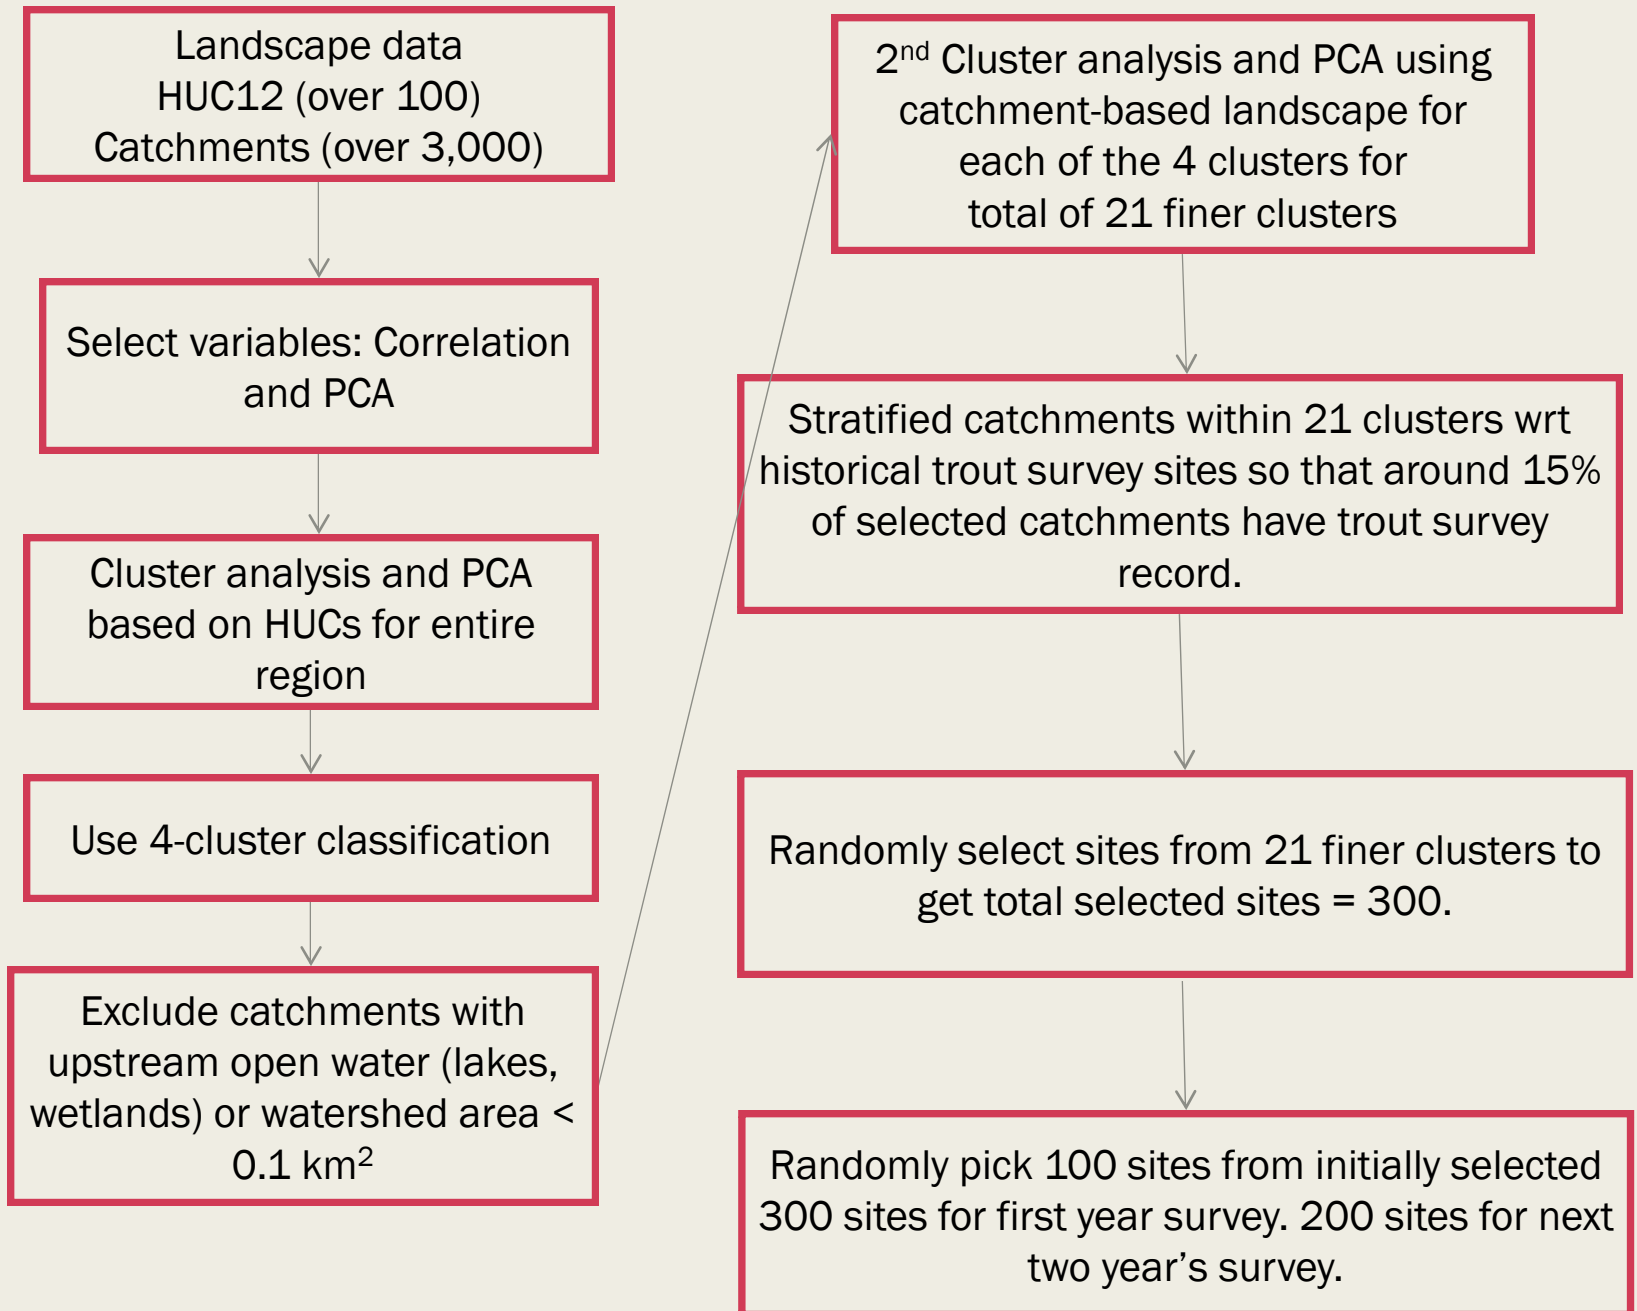 Landscape data
HUC12 (over 100)
Catchments (over 3,000)
Select variables: Correlation
and PCA
Cluster analysis and PCA
based on HUCs for entire
region
Use 4-cluster classification
Exclude catchments with
upstream open water (lakes,
wetlands) or watershed area <
0.1 km²
2ⁿᵈ Cluster analysis and PCA using
catchment-based landscape for
each of the 4 clusters for
total of 21 finer clusters
Stratified catchments within 21 clusters wrt
historical trout survey sites so that around 15%
of selected catchments have trout survey
record.
Randomly select sites from 21 finer clusters to
get total selected sites = 300.
Randomly pick 100 sites from initially selected
300 sites for first year survey. 200 sites for next
two year’s survey.